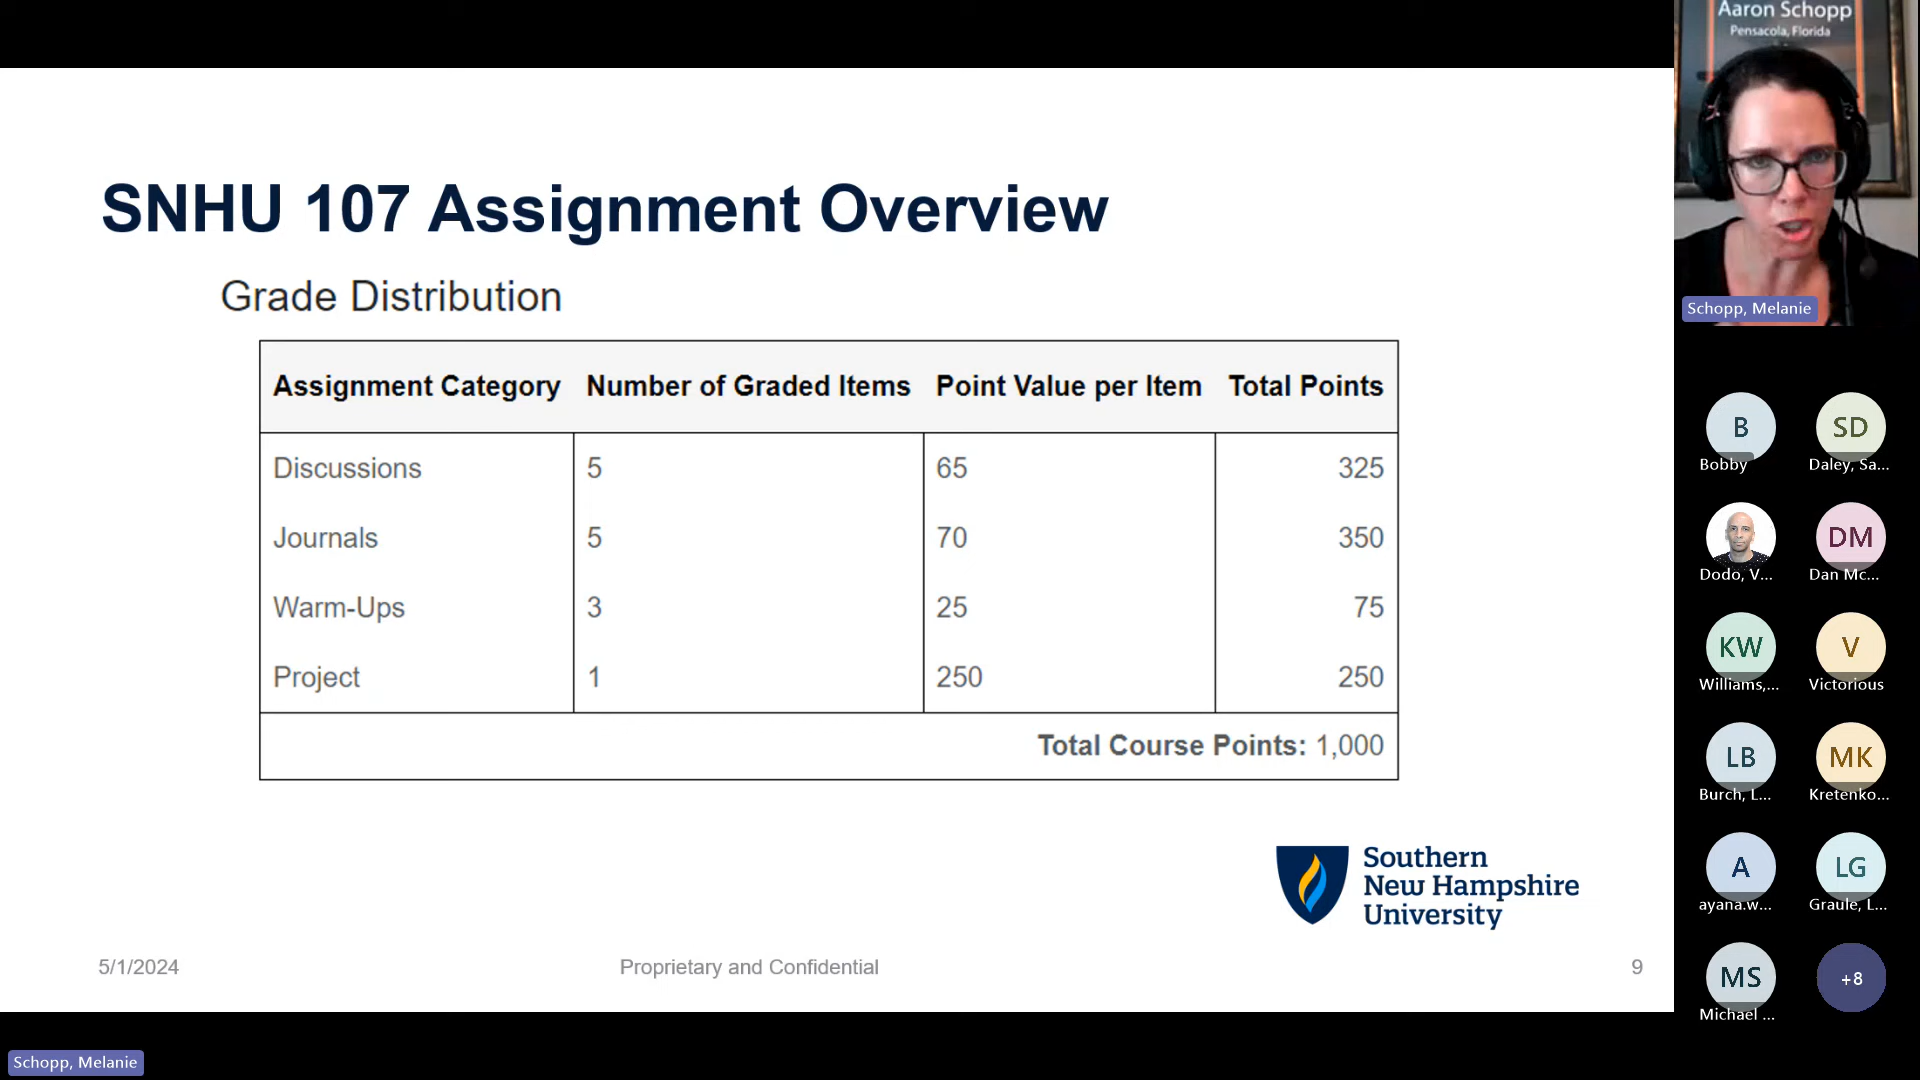 SNHU 107 Assignment Overview
Grade Distribution
Assignment Category Number of Graded Items Point Value per Item Total Points
Discussions 5 65 325
Journals 5 70 350
Warm-Ups 3 25 75
Project 1 250 250
Total Course Points: 1,000
Southern
New Hampshire
University
5/1/2024 Proprietary and Confidential 9
Schopp, Melanie
Aaron Schopp
Pensacola, Florida
Schopp, Melanie
B SD
Bobby Daley, Sa...
DM
Dodo, V... Dan Mc...
KW V
Williams,... Victorious
LB MK
Burch, L... Kretenko...
A LG
ayana.w... Graule, L...
MS +8
Michael ...